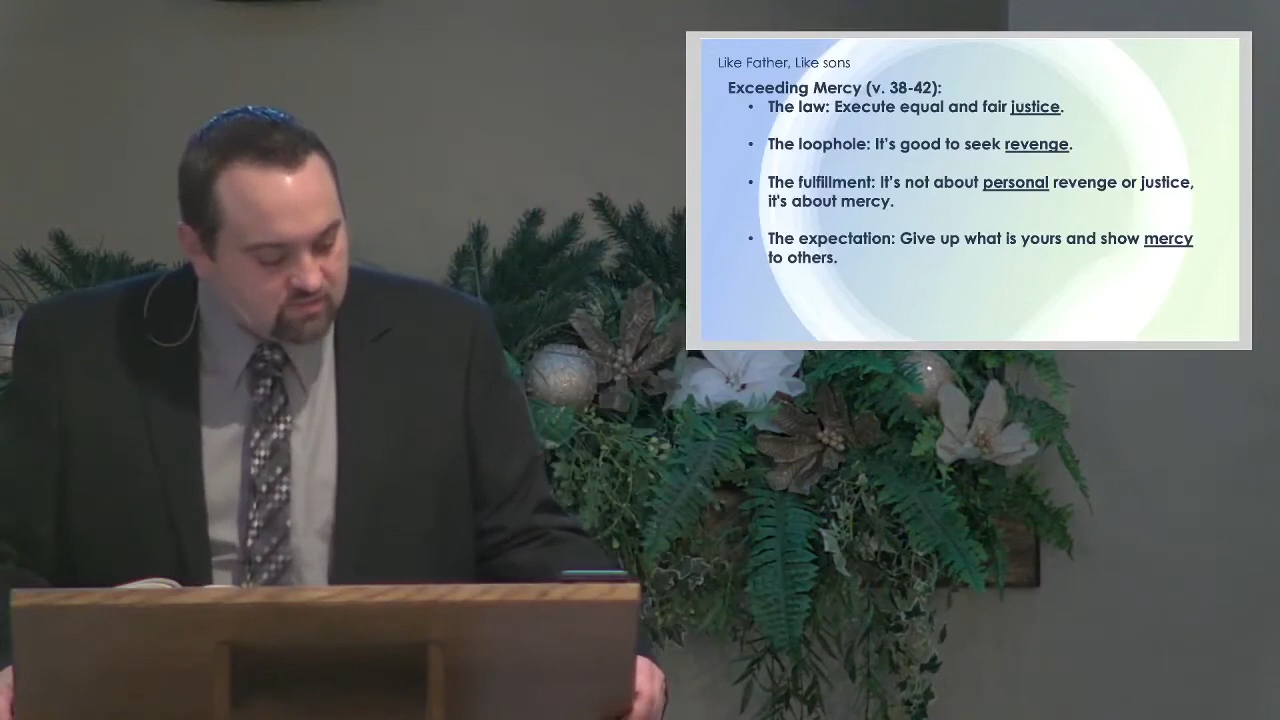 Like Father, Like sons
Exceeding Mercy (v. 38-42):
• The law: Execute equal and fair justice.
• The loophole: It's good to seek revenge.
• The fulfillment: It's not about personal revenge or justice,
it's about mercy.
• The expectation: Give up what is yours and show mercy
to others.